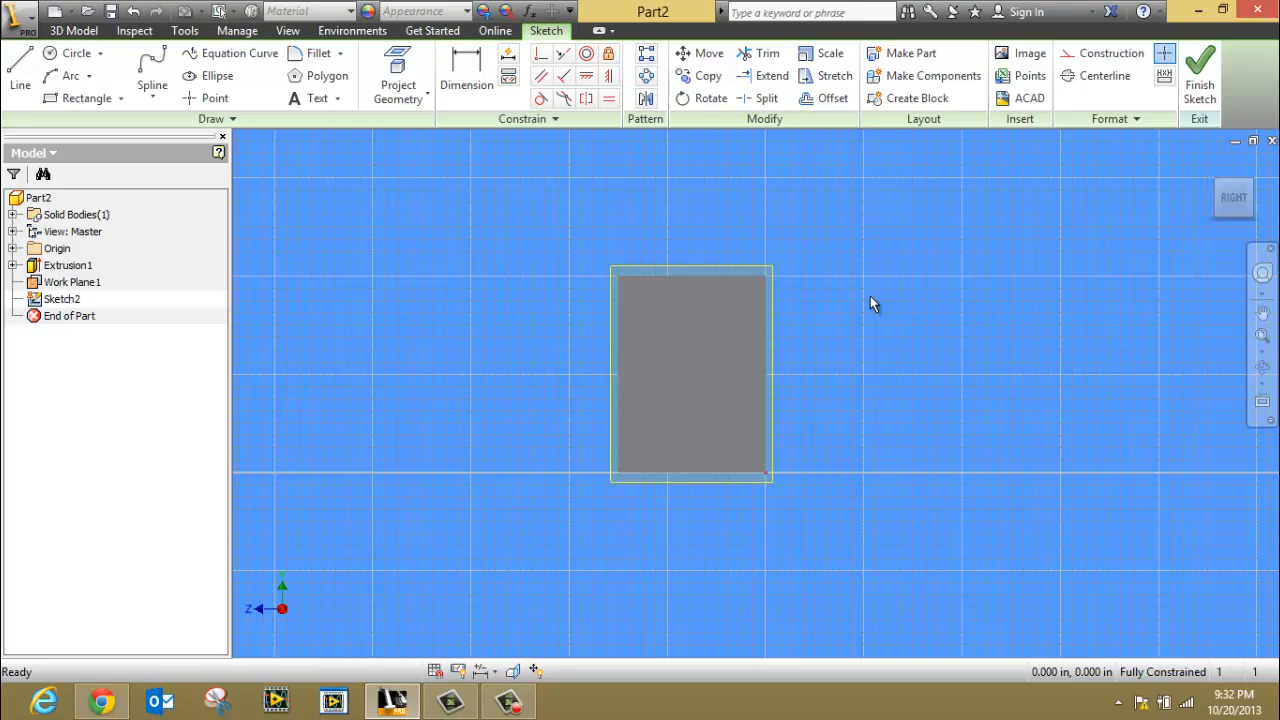 Material Appearance fx Part2 Type a keyword or phrase Sign In
PRO 3D Model Inspect Tools Manage View Environments Get Started Online Sketch
Circle Equation Curve Fillet Move Trim Scale Make Part Image Construction
Line Arc Spline Ellipse Polygon Project Geometry Dimension Copy Extend Stretch Make Components Points Centerline Finish Sketch
Rectangle Point Text Rotate Split Offset Create Block ACAD
Draw Constrain Pattern Modify Layout Insert Format Exit
Model
Part2
Solid Bodies(1)
View: Master
Origin
Extrusion1
Work Plane1
Sketch2
End of Part
RIGHT
Y
Z
Ready 0.000 in, 0.000 in Fully Constrained 1 1
PRO
9:32 PM
10/20/2013